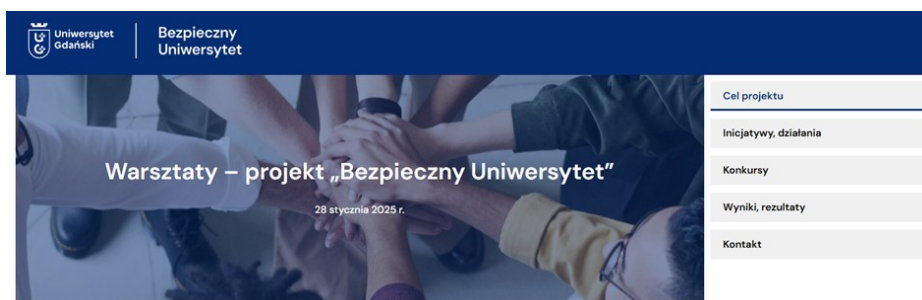 Uniwersytet
Gdański
Bezpieczny
Uniwersytet
Warsztaty – projekt „Bezpieczny Uniwersytet”
28 stycznia 2025 r.
Cel projektu
Inicjatywy, działania
Konkursy
Wyniki, rezultaty
Kontakt